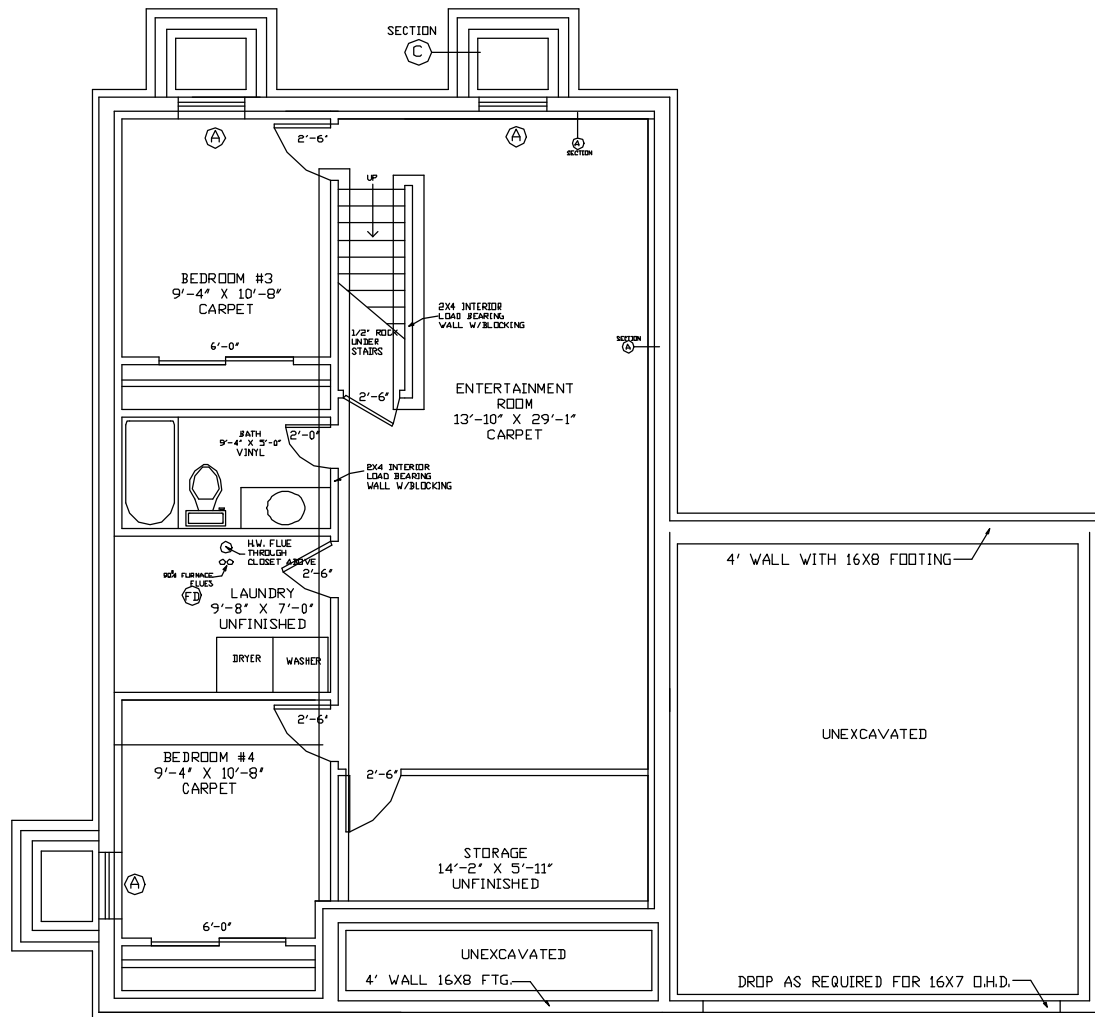 SECTION
C
A
2'-6"
A
A
SECTION
UP
BEDROOM #3
9'-4" X 10'-8"
CARPET
2X4 INTERIOR
LOAD BEARING
WALL W/BLOCKING
1/2" ROCK
UNDER
STAIRS
SECTION
A
6'-0"
ENTERTAINMENT
ROOM
13'-10" X 29'-1"
CARPET
2'-6"
BATH
9'-4" X 5'-0"
VINYL
2'-0"
2X4 INTERIOR
LOAD BEARING
WALL W/BLOCKING
H.W. FLUE
THROUGH
CLOSET ABOVE
90% FURNACE
FLUES
2'-6"
FD
LAUNDRY
9'-8" X 7'-0"
UNFINISHED
DRYER
WASHER
4' WALL WITH 16X8 FOOTING
2'-6"
UNEXCAVATED
BEDROOM #4
9'-4" X 10'-8"
CARPET
2'-6"
STORAGE
14'-2" X 5'-11"
UNFINISHED
A
6'-0"
UNEXCAVATED
4' WALL 16X8 FTG.
DROP AS REQUIRED FOR 16X7 O.H.D.